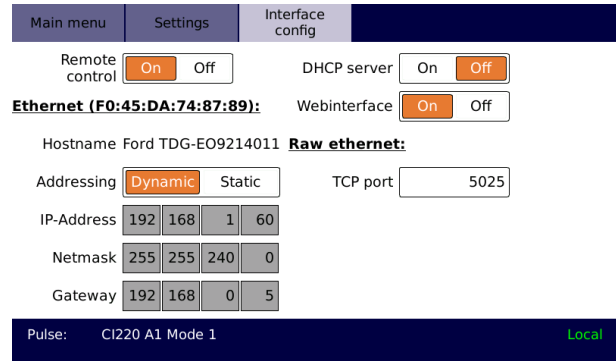 Main menu Settings Interface config
Remote control On Off DHCP server On Off
Ethernet (F0:45:DA:74:87:89): Webinterface On Off
Hostname Ford TDG-EO9214011 Raw ethernet:
Addressing Dynamic Static TCP port 5025
IP-Address 192 168 1 60
Netmask 255 255 240 0
Gateway 192 168 0 5
Pulse: CI220 A1 Mode 1 Local